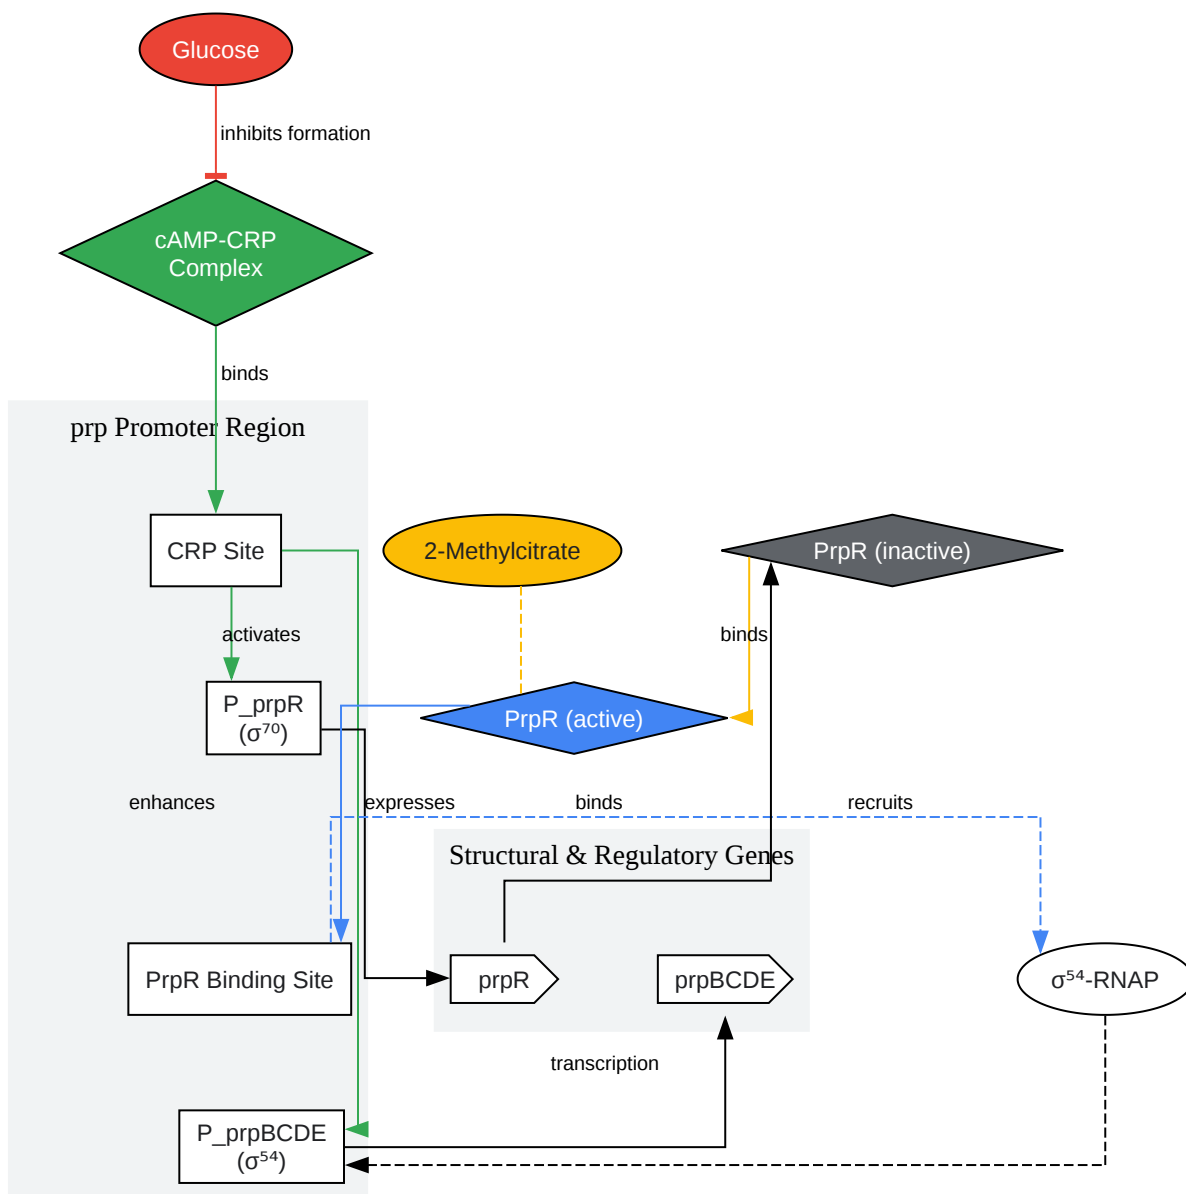 Glucose
inhibits formation
cAMP-CRP
Complex
binds
prp Promoter Region
CRP Site
2-Methylcitrate
PrpR (inactive)
activates
binds
P_prpR
(σ⁷⁰)
PrpR (active)
enhances
expresses
binds
recruits
Structural & Regulatory Genes
PrpR Binding Site
prpR
prpBCDE
σ⁵⁴-RNAP
transcription
P_prpBCDE
(σ⁵⁴)